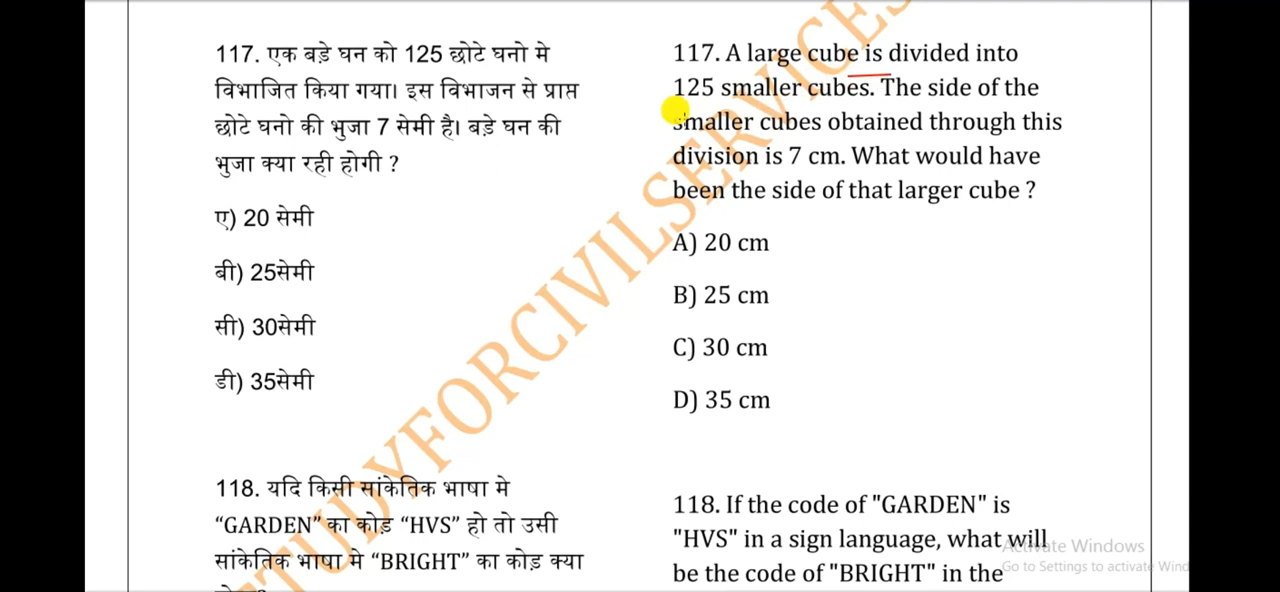 117. एक बड़े घन को 125 छोटे घनो मे
विभाजित किया गया। इस विभाजन से प्राप्त
छोटे घनो की भुजा 7 सेमी है। बड़े घन की
भुजा क्या रही होगी ?
ए) 20 सेमी
बी) 25सेमी
सी) 30सेमी
डी) 35सेमी
118. यदि किसी सांकेतिक भाषा मे
“GARDEN” का कोड़ “HVS” हो तो उसी
सांकेतिक भाषा मे “BRIGHT” का कोड़ क्या
117. A large cube is divided into
125 smaller cubes. The side of the
smaller cubes obtained through this
division is 7 cm. What would have
been the side of that larger cube ?
A) 20 cm
B) 25 cm
C) 30 cm
D) 35 cm
118. If the code of "GARDEN" is
"HVS" in a sign language, what will
be the code of "BRIGHT" in the
STUDYFORCIVILSERVICES
Activate Windows
Go to Settings to activate Wind